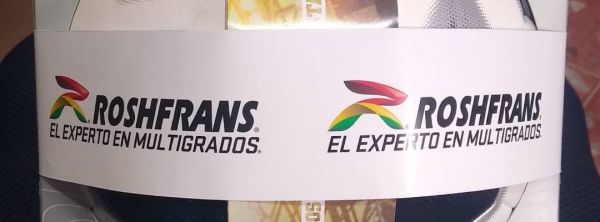 ROSHFRANS®
EL EXPERTO EN MULTIGRADOS.
ROSHFRANS®
EL EXPERTO EN MULTIGRADOS.